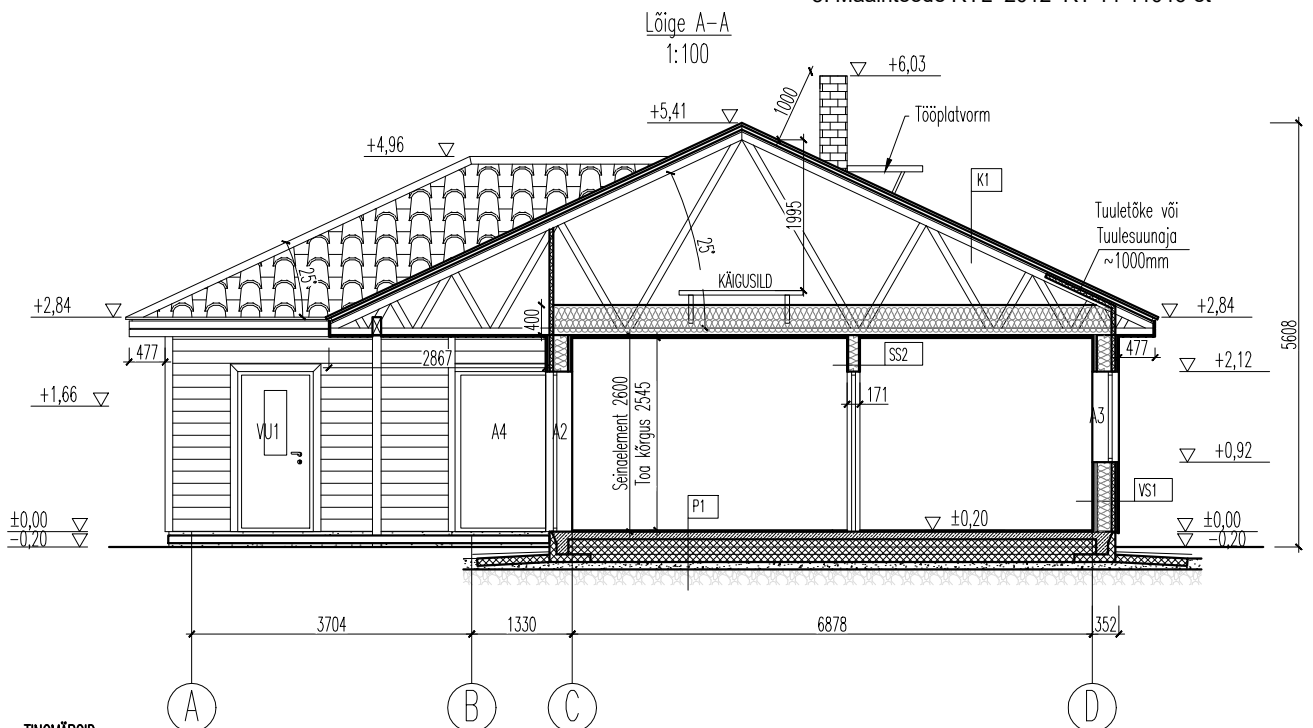 Lõige A-A
1:100
+6,03
1000
+5,41
Tööplatvorm
+4,96
K1
1995
Tuuletõke või
Tuulesuunaja
~1000mm
25°
25°
KÄIGUSILD
+2,84
+2,84
400
5608
477
2867
SS2
477
+2,12
+1,66
171
Seinaelement 2600
Toa kõrgus 2545
VU1
A4
A2
A3
+0,92
P1
VS1
±0,00
±0,20
±0,00
-0,20
-0,20
3704
1330
6878
352
A
B
C
D